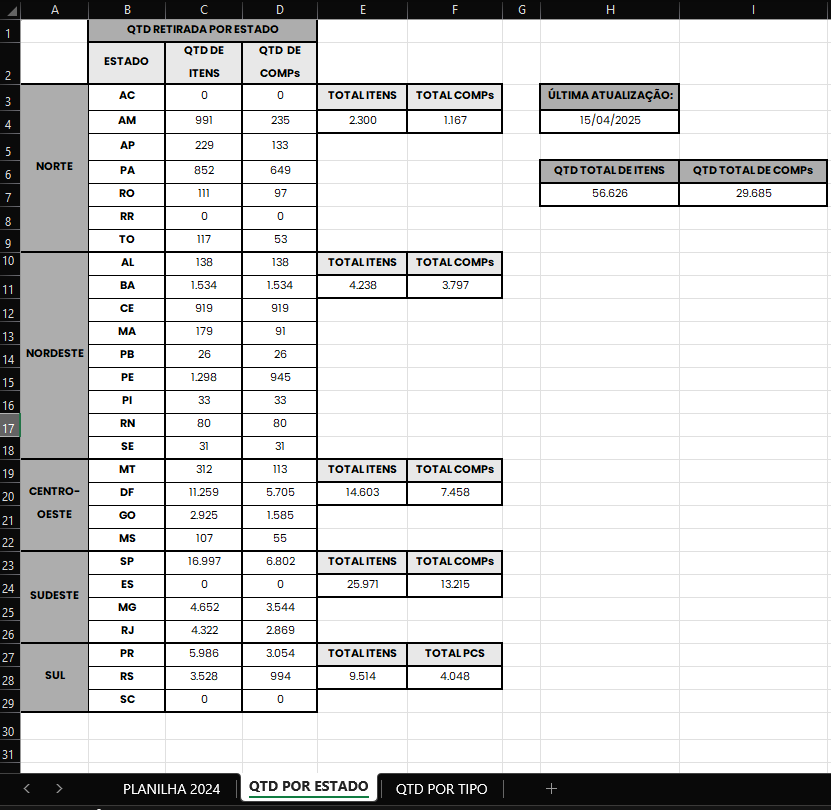 A B C D E F G H I
1 QTD RETIRADA POR ESTADO
2 ESTADO QTD DE ITENS QTD DE COMPs
3 NORTE AC 0 0 TOTAL ITENS TOTAL COMPs ÚLTIMA ATUALIZAÇÃO:
4 AM 991 235 2.300 1.167 15/04/2025
5 AP 229 133
6 PA 852 649 QTD TOTAL DE ITENS QTD TOTAL DE COMPs
7 RO 111 97 56.626 29.685
8 RR 0 0
9 TO 117 53
10 NORDESTE AL 138 138 TOTAL ITENS TOTAL COMPs
11 BA 1.534 1.534 4.238 3.797
12 CE 919 919
13 MA 179 91
14 PB 26 26
15 PE 1.298 945
16 PI 33 33
17 RN 80 80
18 SE 31 31
19 CENTRO-OESTE MT 312 113 TOTAL ITENS TOTAL COMPs
20 DF 11.259 5.705 14.603 7.458
21 GO 2.925 1.585
22 MS 107 55
23 SUDESTE SP 16.997 6.802 TOTAL ITENS TOTAL COMPs
24 ES 0 0 25.971 13.215
25 MG 4.652 3.544
26 RJ 4.322 2.869
27 SUL PR 5.986 3.054 TOTAL ITENS TOTAL PCS
28 RS 3.528 994 9.514 4.048
29 SC 0 0
30
31
PLANILHA 2024 QTD POR ESTADO QTD POR TIPO